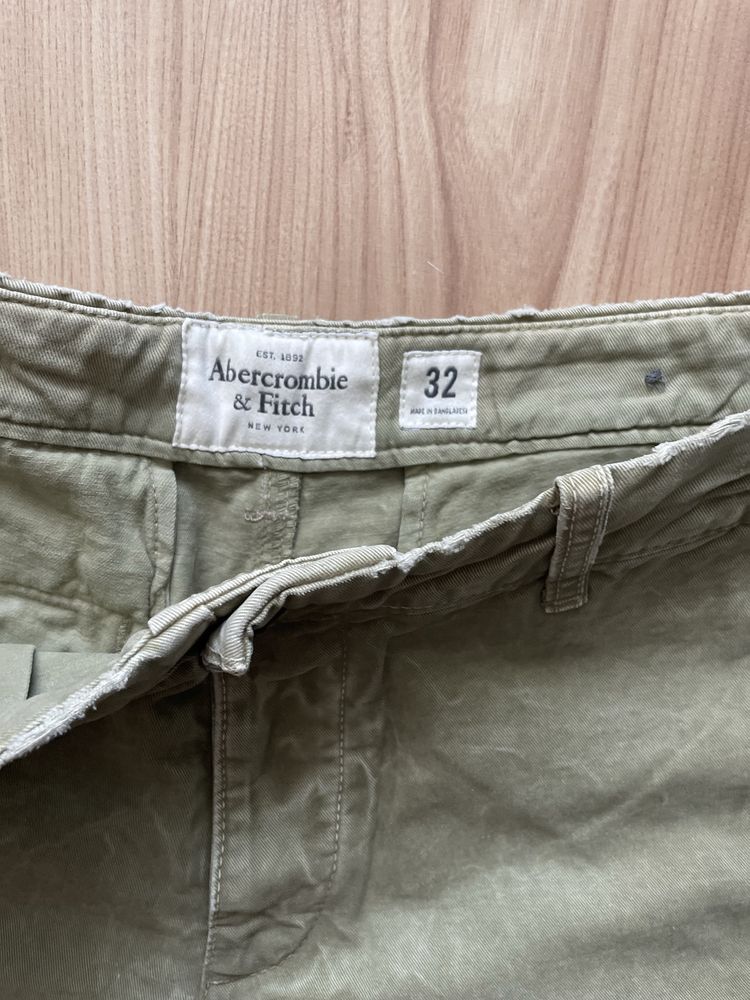 EST. 1892
Abercrombie
& Fitch
NEW YORK
32
MADE IN BANGLADESH